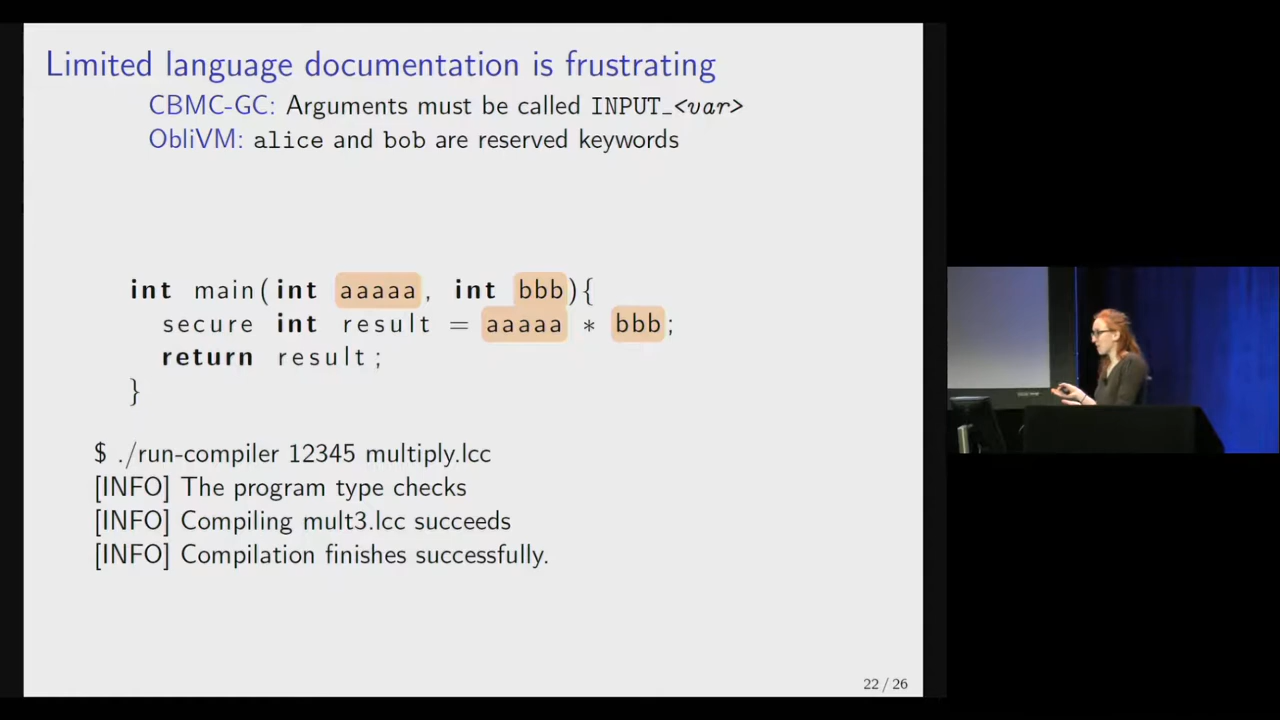 Limited language documentation is frustrating
CBMC-GC: Arguments must be called INPUT_<var>
ObliVM: alice and bob are reserved keywords
int main(int aaaaa, int bbb){
secure int result = aaaaa * bbb;
return result;
}
$ ./run-compiler 12345 multiply.lcc
[INFO] The program type checks
[INFO] Compiling mult3.lcc succeeds
[INFO] Compilation finishes successfully.
22 / 26